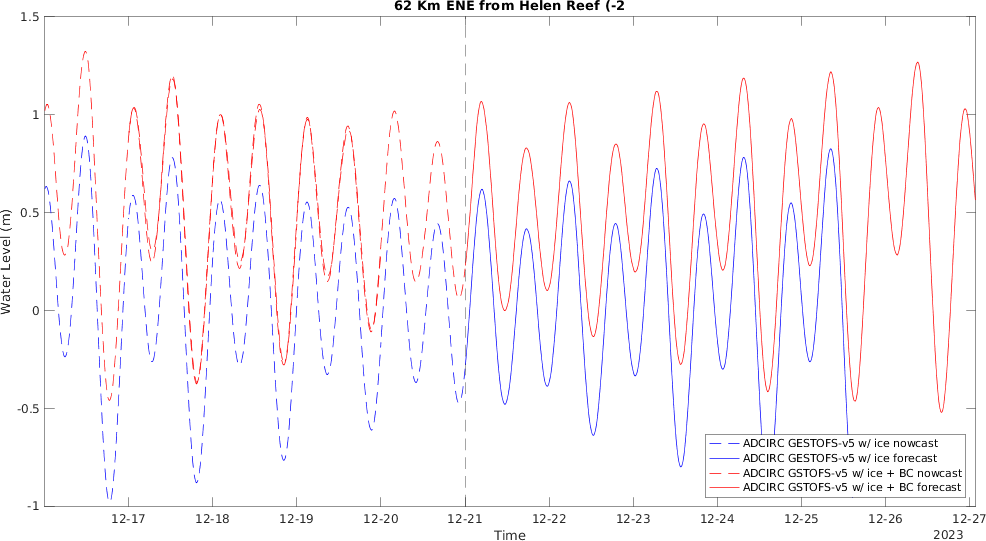 62 Km ENE from Helen Reef (-2
Water Level (m)
1.5
1
0.5
0
-0.5
-1
ADCIRC GESTOFS-v5 w/ ice nowcast
ADCIRC GESTOFS-v5 w/ ice forecast
ADCIRC GSTOFS-v5 w/ ice + BC nowcast
ADCIRC GSTOFS-v5 w/ ice + BC forecast
12-17 12-18 12-19 12-20 12-21 12-22 12-23 12-24 12-25 12-26 12-27
Time
2023